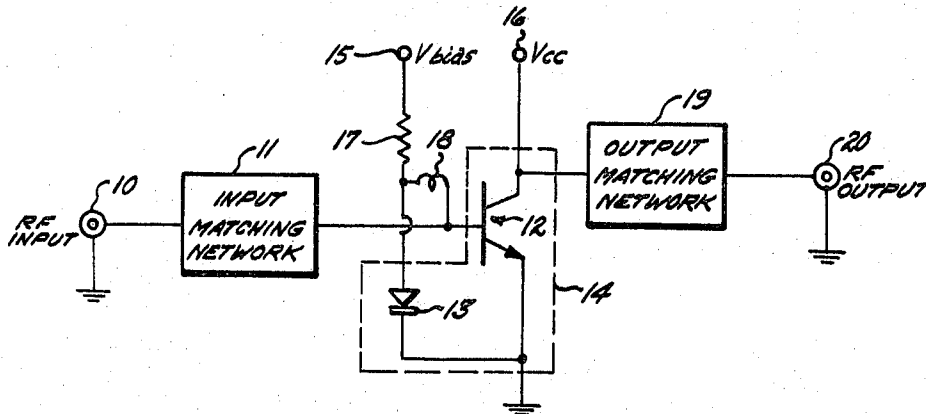 16
15 Vbias Vcc
19
17
18
11
20
10
OUTPUT
MATCHING
NETWORK
RF
OUTPUT
INPUT
MATCHING
NETWORK
RF
INPUT
12
14
13